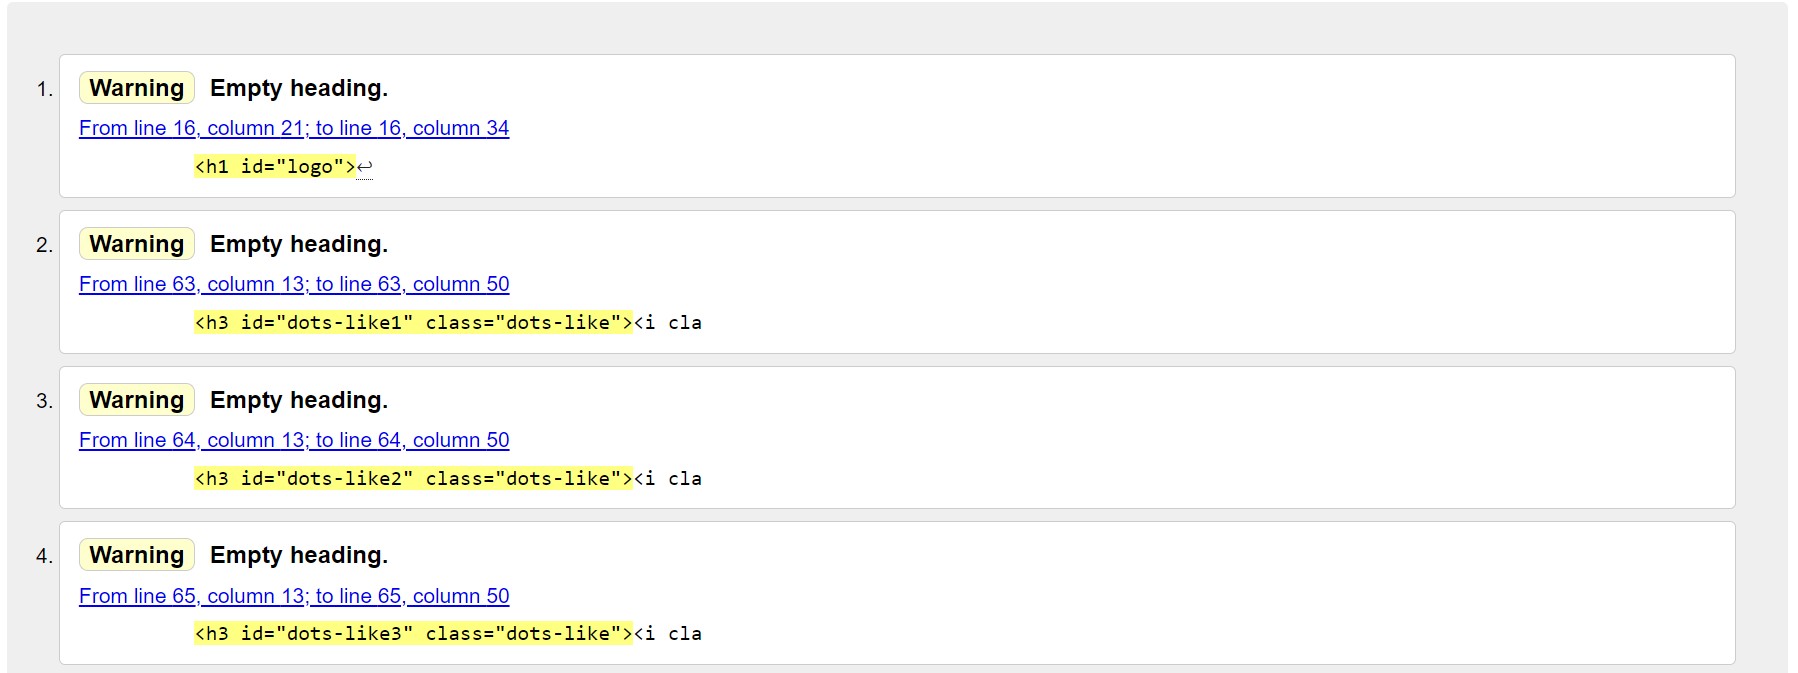 1. Warning Empty heading.
From line 16, column 21; to line 16, column 34
<h1 id="logo">↩
2. Warning Empty heading.
From line 63, column 13; to line 63, column 50
<h3 id="dots-like1" class="dots-like"><i cla
3. Warning Empty heading.
From line 64, column 13; to line 64, column 50
<h3 id="dots-like2" class="dots-like"><i cla
4. Warning Empty heading.
From line 65, column 13; to line 65, column 50
<h3 id="dots-like3" class="dots-like"><i cla